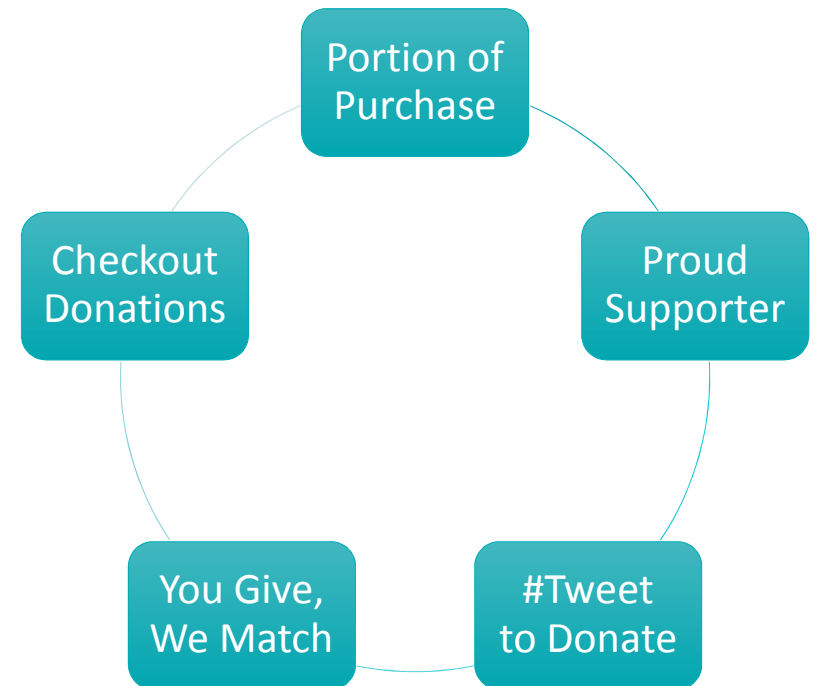 Portion of
Purchase
Proud
Supporter
#Tweet
to Donate
You Give,
We Match
Checkout
Donations